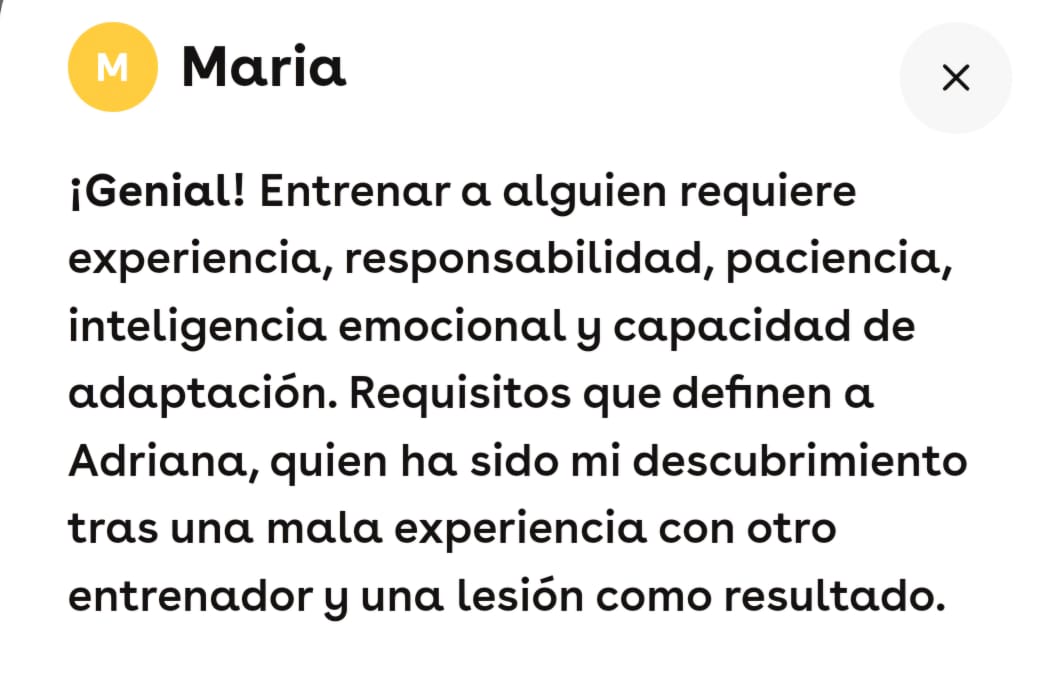 M
Maria
¡Genial! Entrenar a alguien requiere
experiencia, responsabilidad, paciencia,
inteligencia emocional y capacidad de
adaptación. Requisitos que definen a
Adriana, quien ha sido mi descubrimiento
tras una mala experiencia con otro
entrenador y una lesión como resultado.